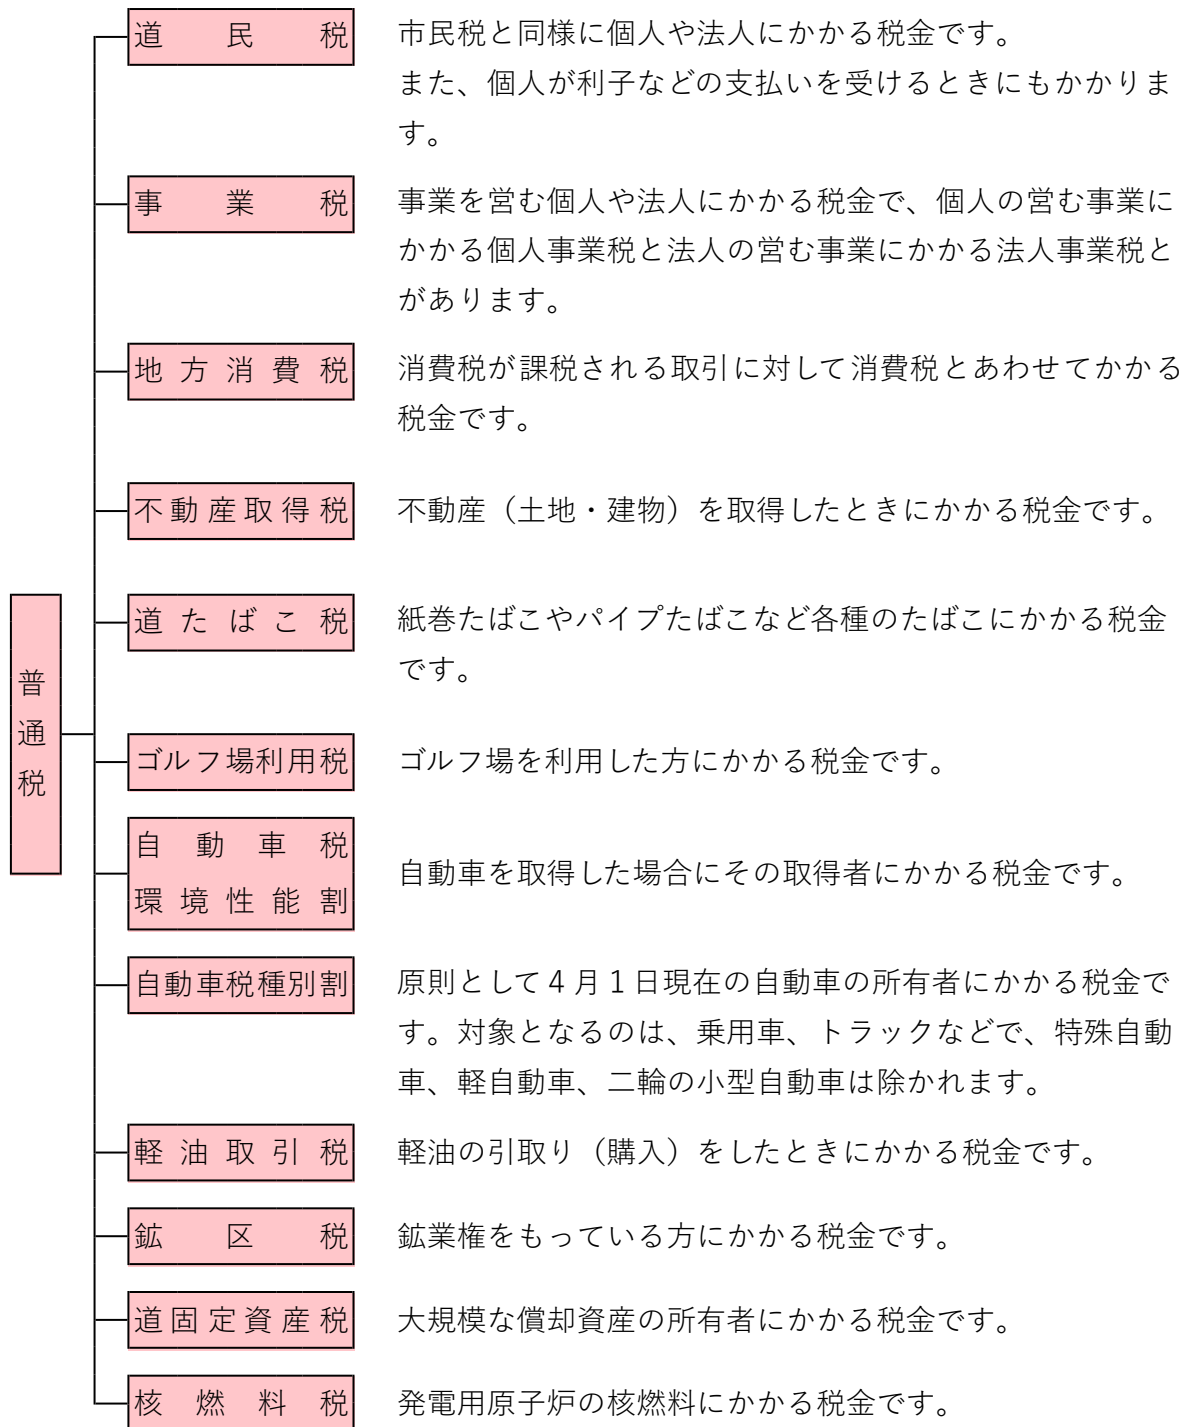 道民税
市民税と同様に個人や法人にかかる税金です。
また、個人が利子などの支払いを受けるときにもかかりま
す。
事業税
事業を営む個人や法人にかかる税金で、個人の営む事業に
かかる個人事業税と法人の営む事業にかかる法人事業税と
があります。
地方消費税
消費税が課税される取引に対して消費税とあわせてかかる
税金です。
不動産取得税
不動産（土地・建物）を取得したときにかかる税金です。
道たばこ税
紙巻たばこやパイプたばこなど各種のたばこにかかる税金
です。
普通税
ゴルフ場利用税
ゴルフ場を利用した方にかかる税金です。
自動車税
環境性能割
自動車を取得した場合にその取得者にかかる税金です。
自動車税種別割
原則として４月１日現在の自動車の所有者にかかる税金で
す。対象となるのは、乗用車、トラックなどで、特殊自動
車、軽自動車、二輪の小型自動車は除かれます。
軽油取引税
軽油の引取り（購入）をしたときにかかる税金です。
鉱区税
鉱業権をもっている方にかかる税金です。
道固定資産税
大規模な償却資産の所有者にかかる税金です。
核燃料税
発電用原子炉の核燃料にかかる税金です。